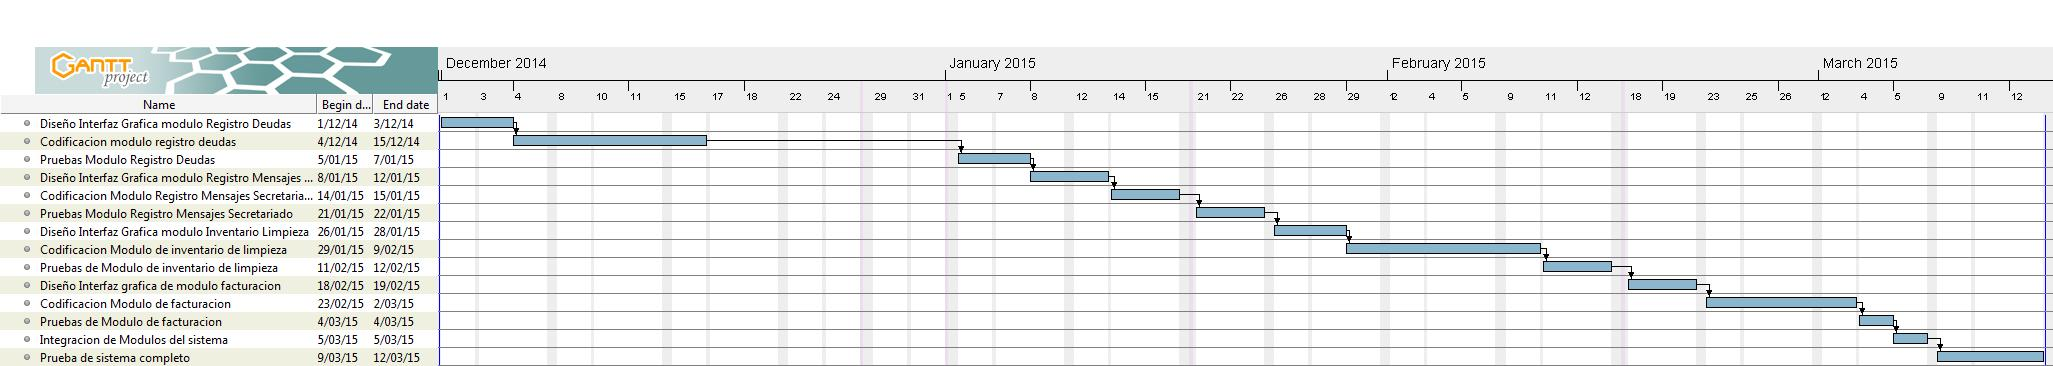 GANTT
project
December 2014 January 2015 February 2015 March 2015
Name Begin d... End date 1 3 4 8 10 11 15 17 18 22 24 29 31 1 5 7 8 12 14 15 21 22 26 28 29 2 4 5 9 11 12 18 19 23 25 26 2 4 5 9 11 12
Diseño Interfaz Grafica modulo Registro Deudas 1/12/14 3/12/14
Codificacion modulo registro deudas 4/12/14 15/12/14
Pruebas Modulo Registro Deudas 5/01/15 7/01/15
Diseño Interfaz Grafica modulo Registro Mensajes ... 8/01/15 12/01/15
Codificacion Modulo Registro Mensajes Secretaria... 14/01/15 15/01/15
Pruebas Modulo Registro Mensajes Secretariado 21/01/15 22/01/15
Diseño Interfaz Grafica modulo Inventario Limpieza 26/01/15 28/01/15
Codificacion Modulo de inventario de limpieza 29/01/15 9/02/15
Pruebas de Modulo de inventario de limpieza 11/02/15 12/02/15
Diseño Interfaz grafica de modulo facturacion 18/02/15 19/02/15
Codificacion Modulo de facturacion 23/02/15 2/03/15
Pruebas de Modulo de facturacion 4/03/15 4/03/15
Integracion de Modulos del sistema 5/03/15 5/03/15
Prueba de sistema completo 9/03/15 12/03/15